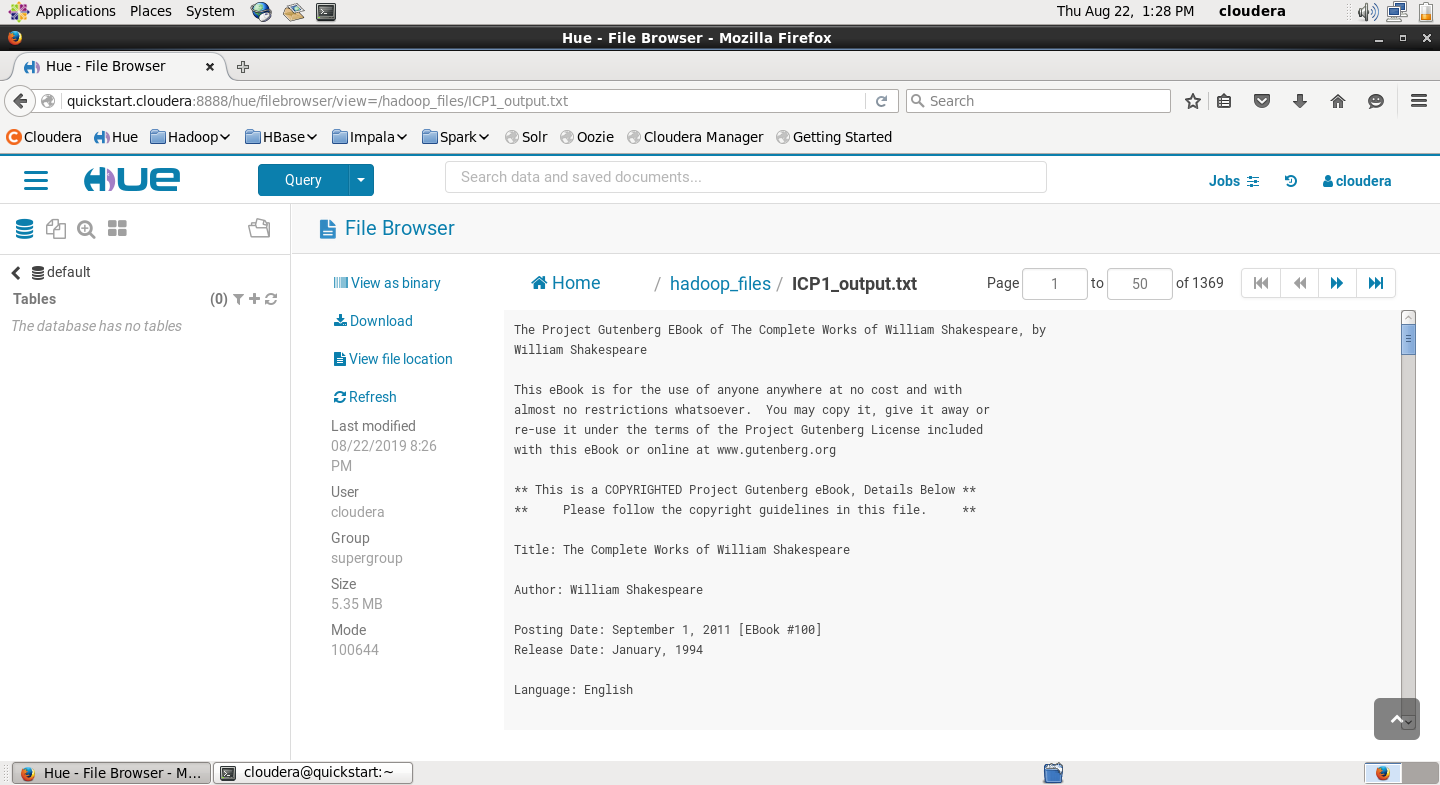 Applications Places System Thu Aug 22, 1:28 PM cloudera
Hue - File Browser - Mozilla Firefox
Hue - File Browser
quickstart.cloudera:8888/hue/filebrowser/view=/hadoop_files/ICP1_output.txt Search
Cloudera Hue Hadoop HBase Impala Spark Solr Oozie Cloudera Manager Getting Started
HUE Query Search data and saved documents... Jobs cloudera
File Browser
default
Tables (0)
The database has no tables
View as binary
Download
View file location
Refresh
Last modified
08/22/2019 8:26
PM
User
cloudera
Group
supergroup
Size
5.35 MB
Mode
100644
Home / hadoop_files / ICP1_output.txt Page 1 to 50 of 1369
The Project Gutenberg EBook of The Complete Works of William Shakespeare, by
William Shakespeare
This eBook is for the use of anyone anywhere at no cost and with
almost no restrictions whatsoever.  You may copy it, give it away or
re-use it under the terms of the Project Gutenberg License included
with this eBook or online at www.gutenberg.org
** This is a COPYRIGHTED Project Gutenberg eBook, Details Below **
**     Please follow the copyright guidelines in this file.     **
Title: The Complete Works of William Shakespeare
Author: William Shakespeare
Posting Date: September 1, 2011 [EBook #100]
Release Date: January, 1994
Language: English
Hue - File Browser - M... cloudera@quickstart:~